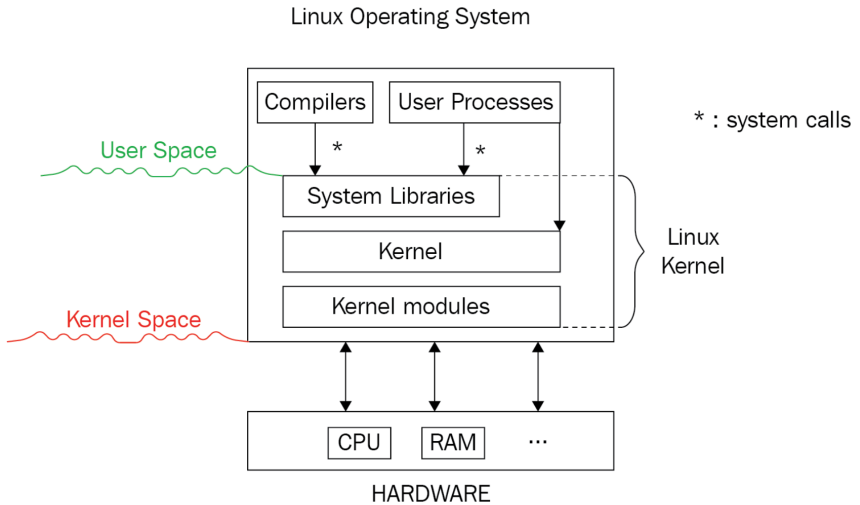 Linux Operating System
Compilers
User Processes
* : system calls
*
*
User Space
System Libraries
Kernel
Linux
Kernel
Kernel modules
Kernel Space
CPU
RAM
...
HARDWARE